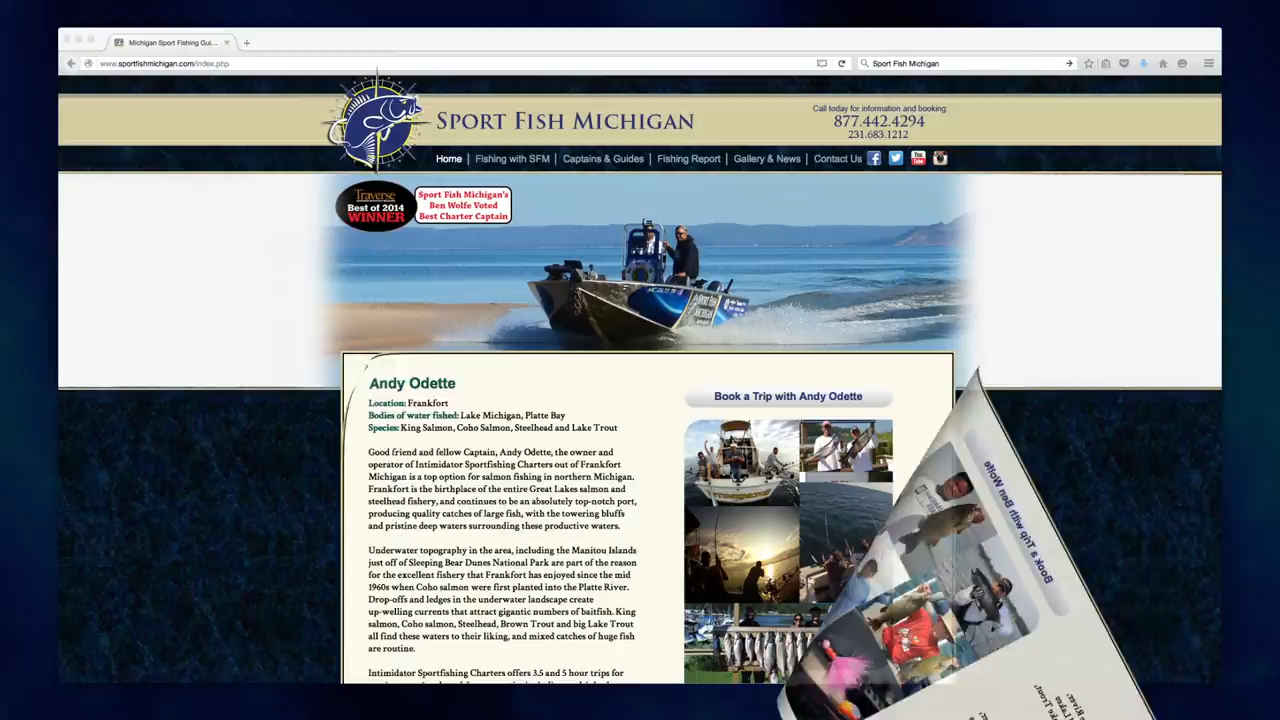 Michigan Sport Fishing Gui...
www.sportfishmichigan.com/index.php
Sport Fish Michigan
SPORT FISH MICHIGAN
Call today for information and booking:
877.442.4294
231.683.1212
Home | Fishing with SFM | Captains & Guides | Fishing Report | Gallery & News | Contact Us
Traverse
Best of 2014
WINNER
Sport Fish Michigan's
Ben Wolfe Voted
Best Charter Captain
SPORT FISH
MICHIGAN
Andy Odette
Location: Frankfort
Bodies of water fished: Lake Michigan, Platte Bay
Species: King Salmon, Coho Salmon, Steelhead and Lake Trout
Good friend and fellow Captain, Andy Odette, the owner and
operator of Intimidator Sportfishing Charters out of Frankfort
Michigan is a top option for salmon fishing in northern Michigan.
Frankfort is the birthplace of the entire Great Lakes salmon and
steelhead fishery, and continues to be an absolutely top-notch port,
producing quality catches of large fish, with the towering bluffs
and pristine deep waters surrounding these productive waters.
Underwater topography in the area, including the Manitou Islands
just off of Sleeping Bear Dunes National Park are part of the reason
for the excellent fishery that Frankfort has enjoyed since the mid
1960s when Coho salmon were first planted into the Platte River.
Drop-offs and ledges in the underwater landscape create
up-welling currents that attract gigantic numbers of baitfish. King
salmon, Coho salmon, Steelhead, Brown Trout and big Lake Trout
all find these waters to their liking, and mixed catches of huge fish
are routine.
Intimidator Sportfishing Charters offers 3.5 and 5 hour trips for
Book a Trip with Andy Odette
Book a Trip with Ben Wolfe